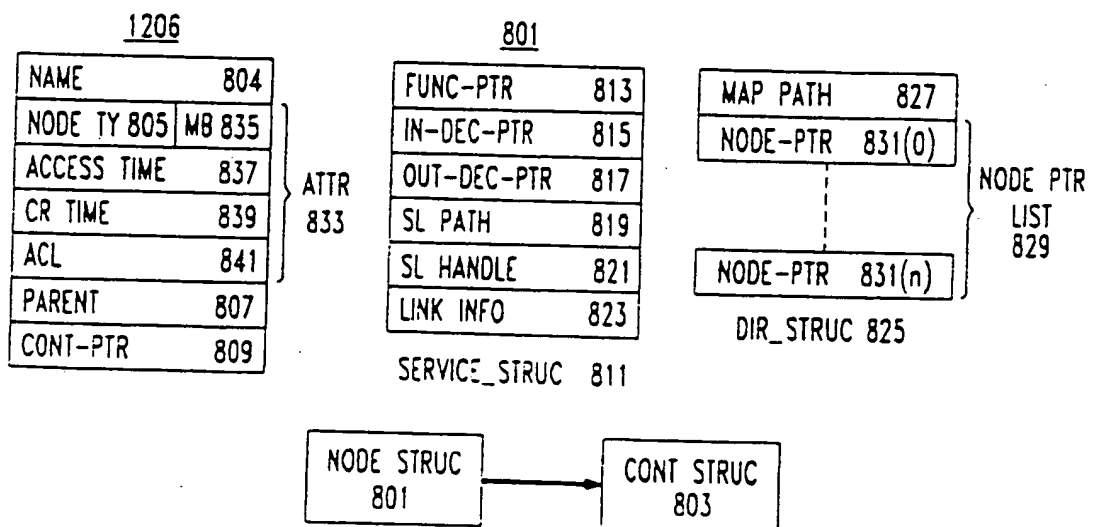 1206
NAME 804
NODE TY 805 MB 835
ACCESS TIME 837
CR TIME 839
ACL 841
PARENT 807
CONT-PTR 809
ATTR
833
801
FUNC-PTR 813
IN-DEC-PTR 815
OUT-DEC-PTR 817
SL PATH 819
SL HANDLE 821
LINK INFO 823
SERVICE_STRUC 811
MAP PATH 827
NODE-PTR 831(0)
NODE-PTR 831(n)
DIR_STRUC 825
NODE PTR
LIST
829
NODE STRUC
801
CONT STRUC
803